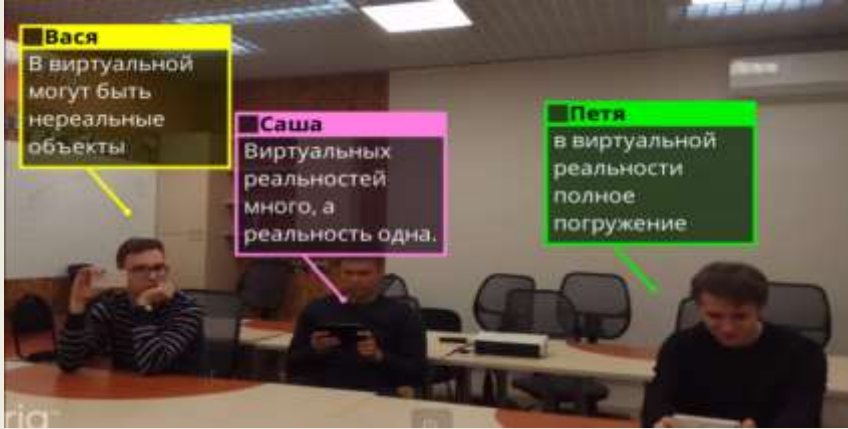 Вася
В виртуальной
могут быть
нереальные
объекты
Саша
Виртуальных
реальностей
много, а
реальность одна.
Петя
в виртуальной
реальности
полное
погружение